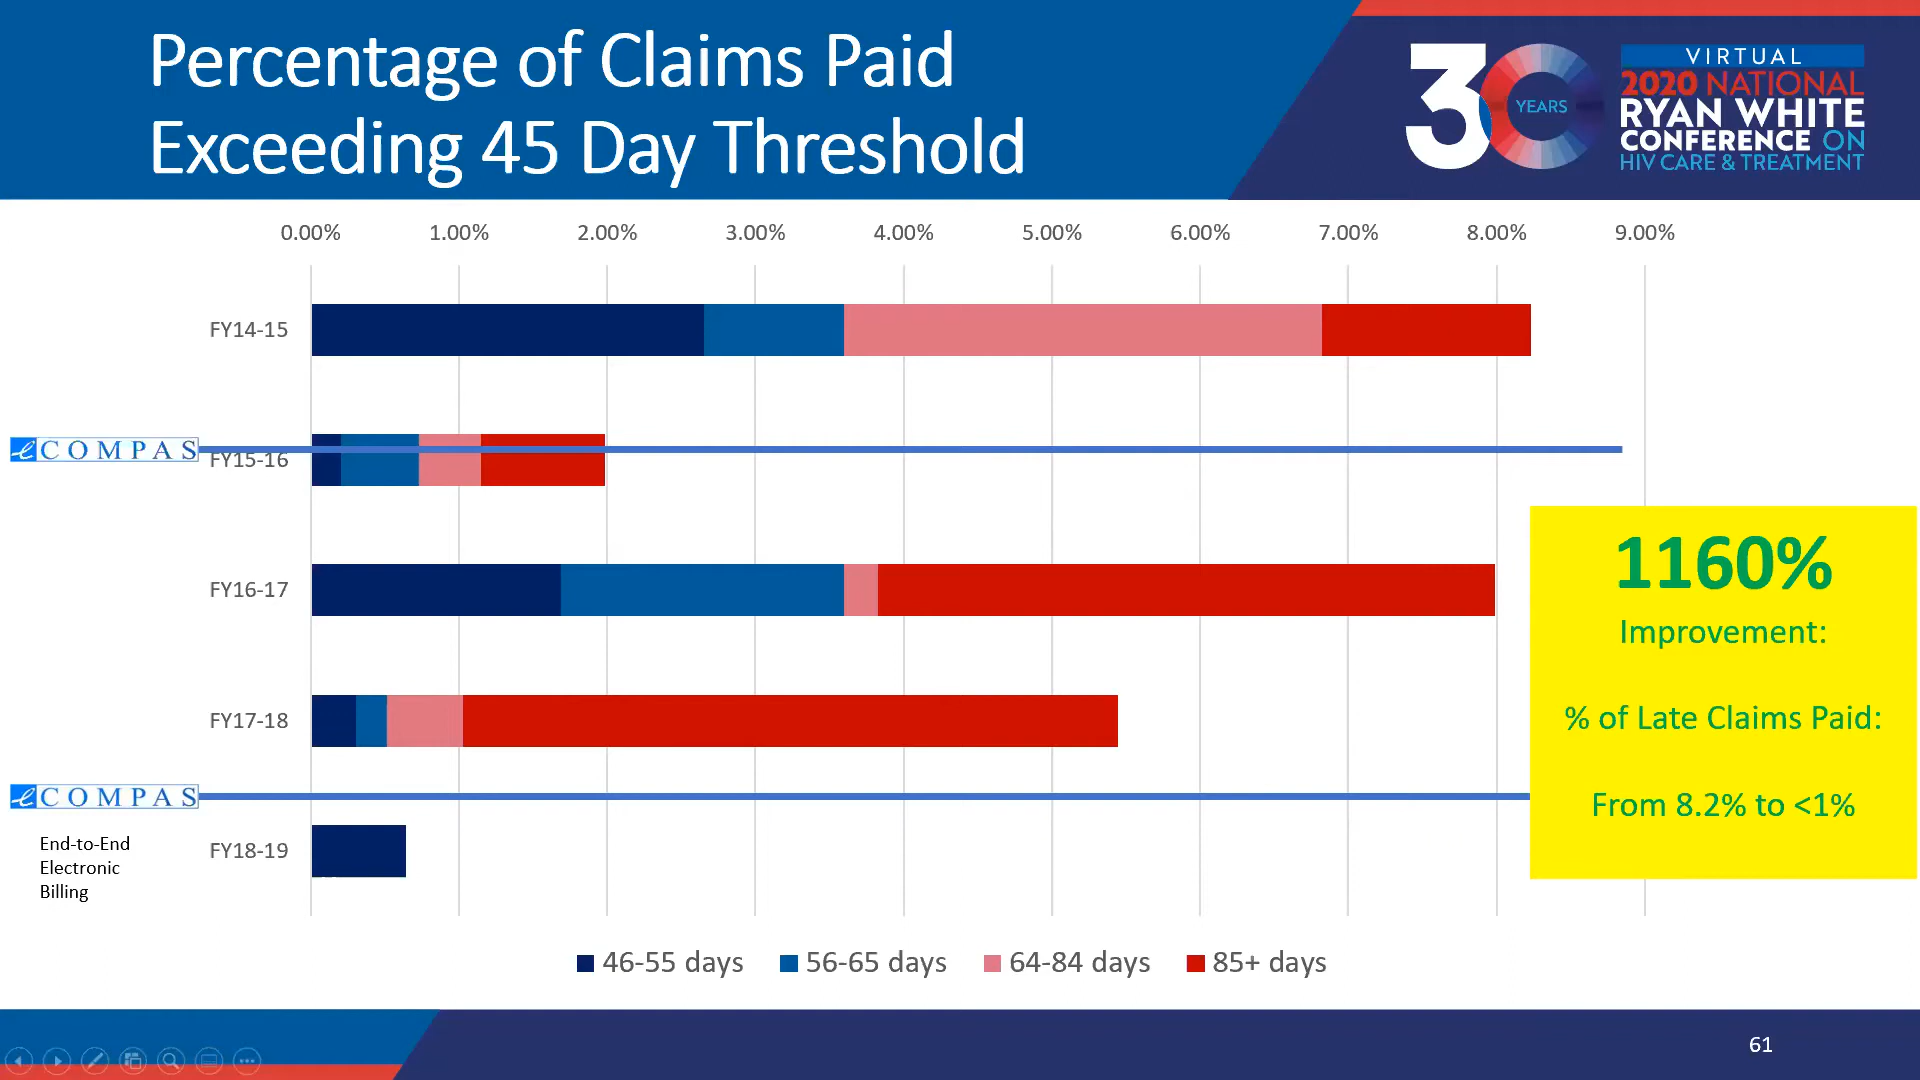 Percentage of Claims Paid
Exceeding 45 Day Threshold
30
YEARS
VIRTUAL
2020 NATIONAL
RYAN WHITE
CONFERENCE ON
HIV CARE & TREATMENT
0.00% 1.00% 2.00% 3.00% 4.00% 5.00% 6.00% 7.00% 8.00% 9.00%
FY14-15
e COMPAS
FY15-16
FY16-17
FY17-18
e COMPAS
End-to-End
Electronic
Billing
FY18-19
1160%
Improvement:
% of Late Claims Paid:
From 8.2% to <1%
46-55 days 56-65 days 64-84 days 85+ days
61